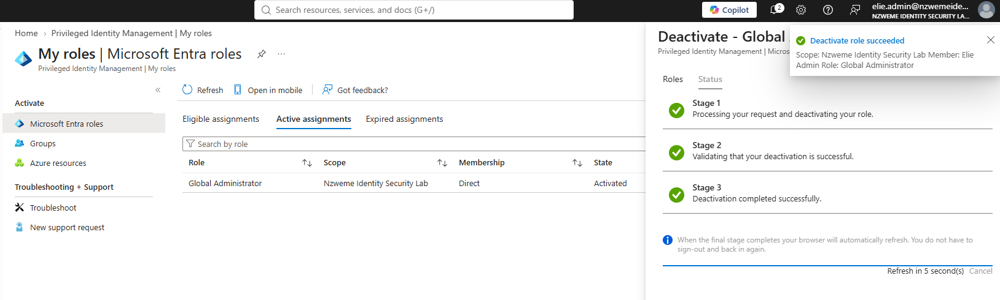 Search resources, services, and docs (G+/)
Copilot
2
elie.admin@nzwemeide...
NZWEME IDENTITY SECURITY LA...
Home > Privileged Identity Management | My roles
My roles | Microsoft Entra roles
Privileged Identity Management | My roles
Activate
Microsoft Entra roles
Groups
Azure resources
Troubleshooting + Support
Troubleshoot
New support request
Refresh
Open in mobile
Got feedback?
Eligible assignments
Active assignments
Expired assignments
Search by role
Role
Scope
Membership
State
Global Administrator
Nzweme Identity Security Lab
Direct
Activated
Deactivate - Global
Privileged Identity Management | Micros
Deactivate role succeeded
Scope: Nzweme Identity Security Lab Member: Elie
Admin Role: Global Administrator
Roles
Status
Stage 1
Processing your request and deactivating your role.
Stage 2
Validating that your deactivation is successful.
Stage 3
Deactivation completed successfully.
When the final stage completes your browser will automatically refresh. You do not have to
sign-out and back in again.
Refresh in 5 second(s) Cancel